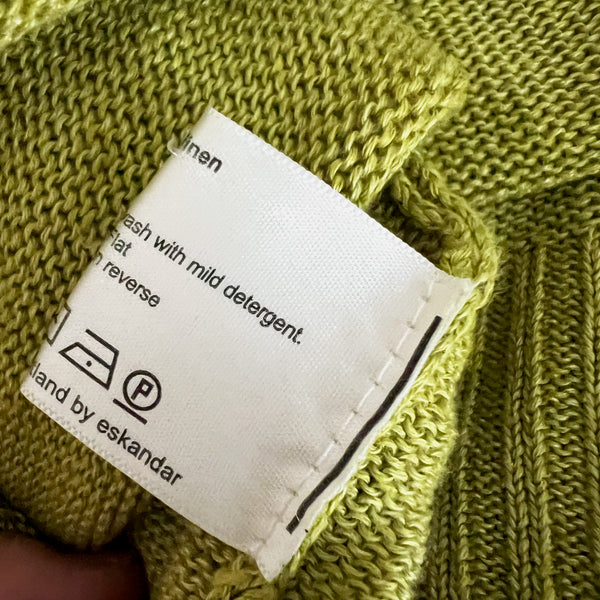 linen
ash with mild detergent.
flat
n reverse
P
land by eskandar